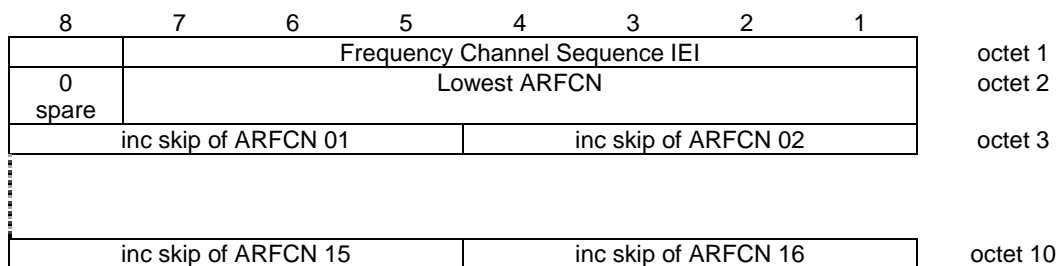 8 7 6 5 4 3 2 1
Frequency Channel Sequence IEI octet 1
0 Lowest ARFCN octet 2
spare
inc skip of ARFCN 01 inc skip of ARFCN 02 octet 3
inc skip of ARFCN 15 inc skip of ARFCN 16 octet 10